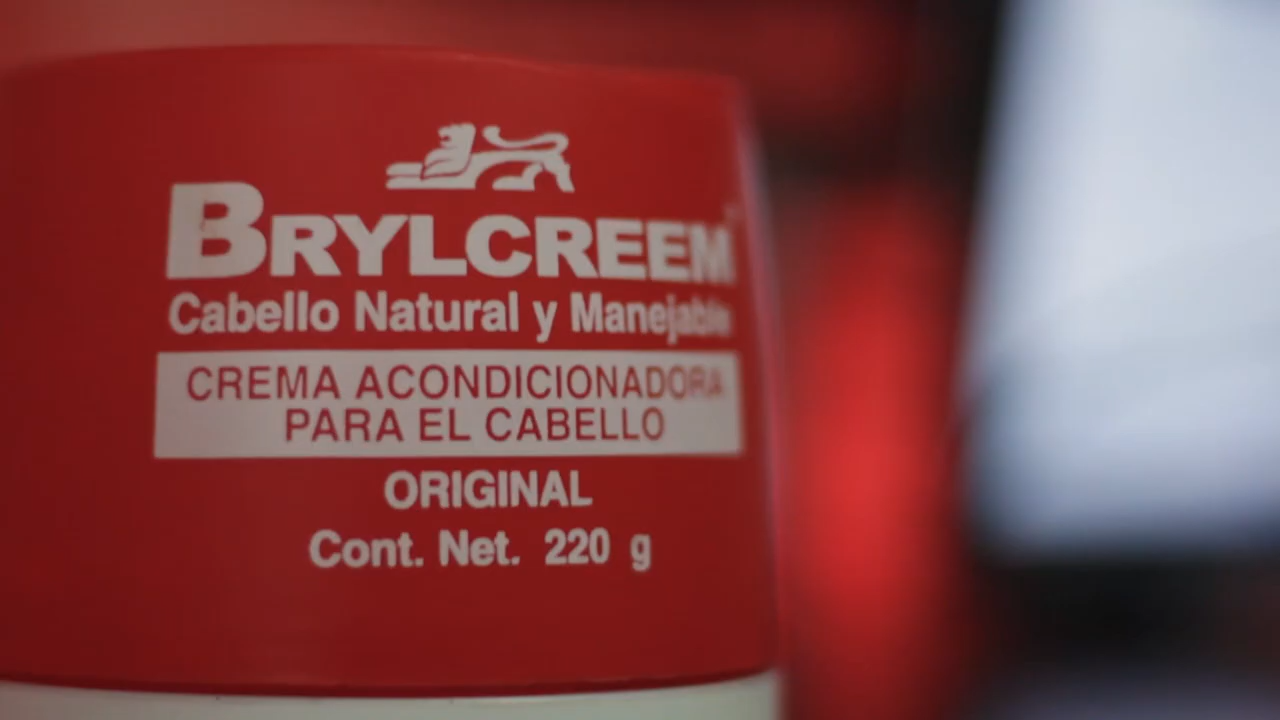 BRYLCREEM
Cabello Natural y Manejable
CREMA ACONDICIONADORA
PARA EL CABELLO
ORIGINAL
Cont. Net. 220 g